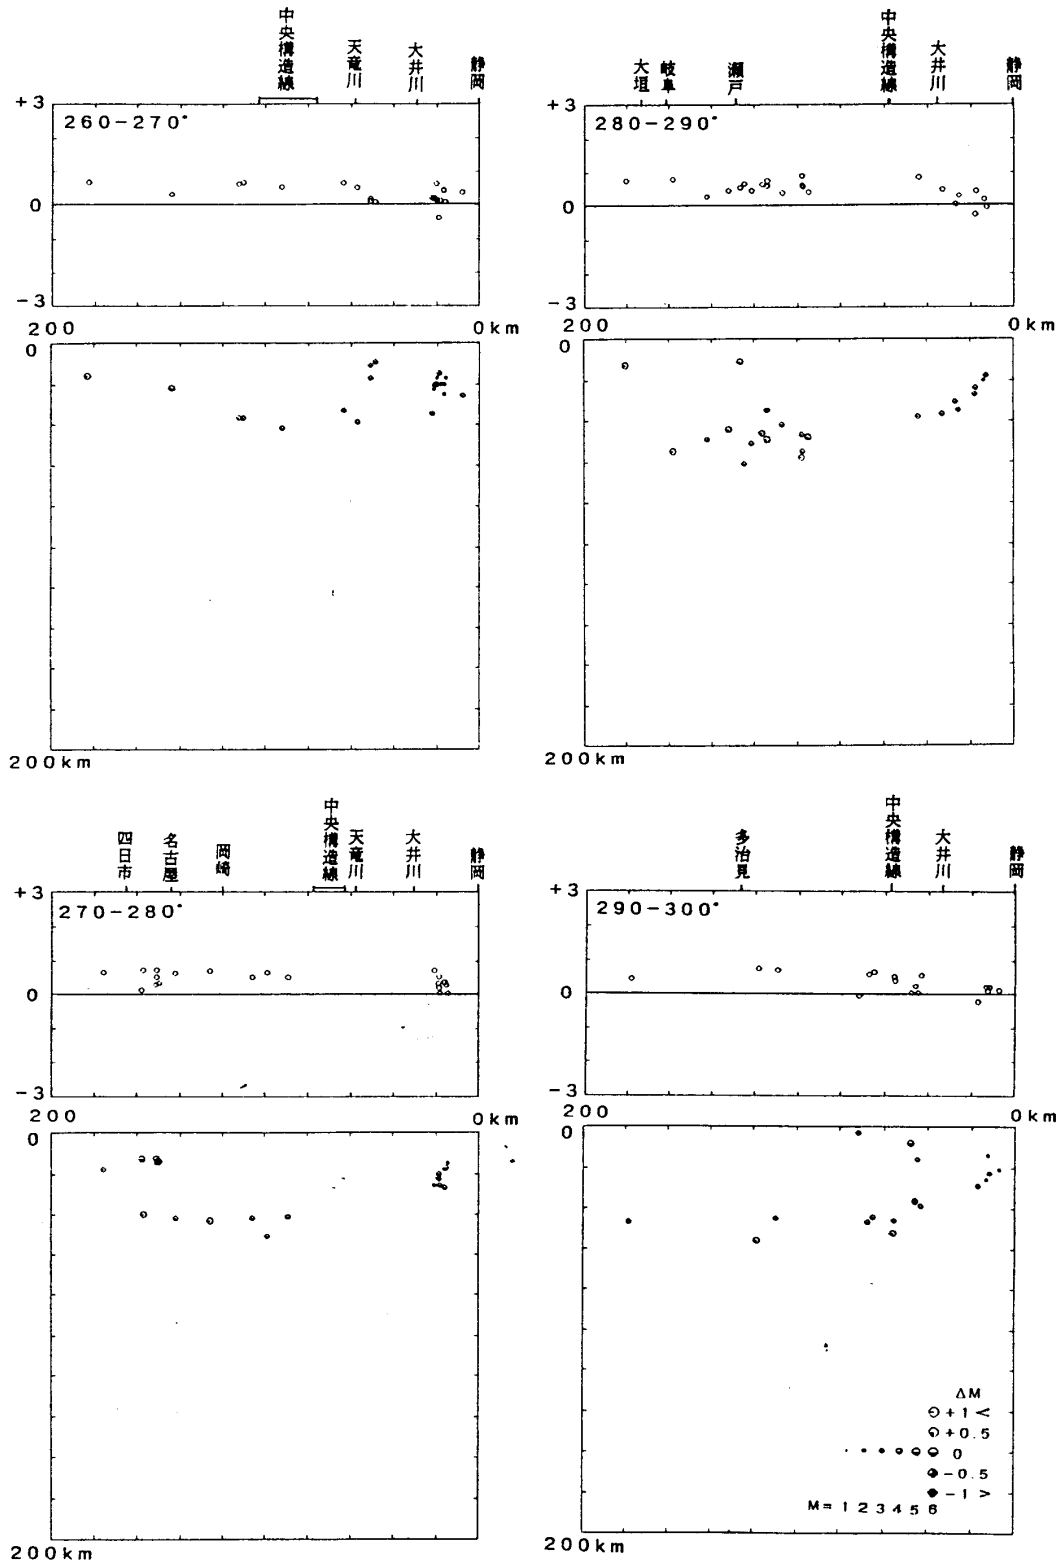 中央構造線
天竜川
大井川
静岡
+3
260-270°
0
-3
200
0km
0
200km
大垣
岐阜
瀬戸
中央構造線
大井川
静岡
+3
280-290°
0
-3
200
0km
0
200km
四日市
名古屋
岡崎
中央構造線
天竜川
大井川
静岡
+3
270-280°
0
-3
200
0km
0
200km
多治見
中央構造線
大井川
静岡
+3
290-300°
0
-3
200
0km
0
ΔM
+1 <
+0.5
0
-0.5
-1 >
M= 1 2 3 4 5 6
200km